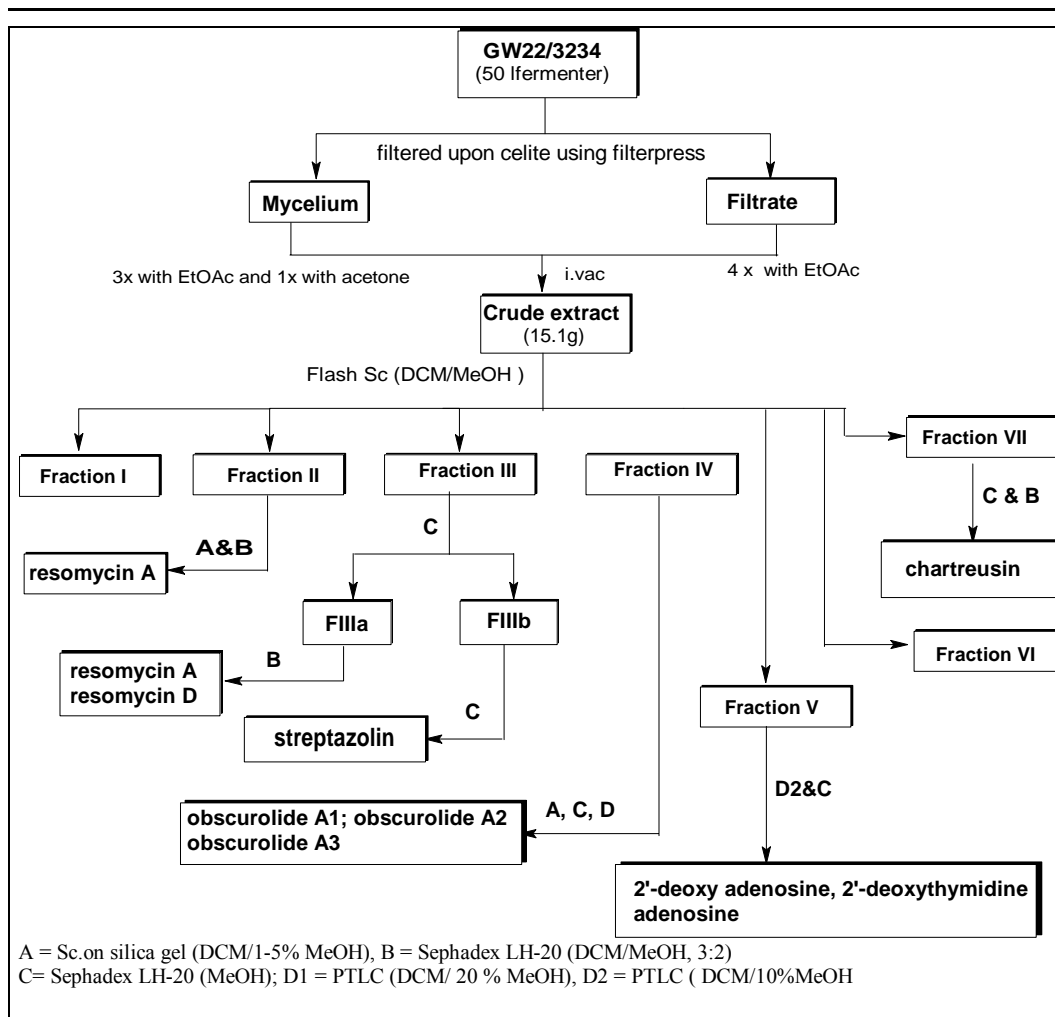 GW22/3234
(50 lfermenter)
filtered upon celite using filterpress
Mycelium
Filtrate
3x with EtOAc and 1x with acetone
i.vac
4 x with EtOAc
Crude extract
(15.1g)
Flash Sc (DCM/MeOH )
Fraction I
Fraction II
Fraction III
Fraction IV
Fraction VII
C
C & B
A&B
resomycin A
chartreusin
FIIIa
FIIIb
B
resomycin A
resomycin D
Fraction VI
C
Fraction V
streptazolin
D2&C
A, C, D
obscurolide A1; obscurolide A2
obscurolide A3
2'-deoxy adenosine, 2'-deoxythymidine
adenosine
A = Sc.on silica gel (DCM/1-5% MeOH), B = Sephadex LH-20 (DCM/MeOH, 3:2)
C= Sephadex LH-20 (MeOH); D1 = PTLC (DCM/ 20 % MeOH), D2 = PTLC ( DCM/10%MeOH